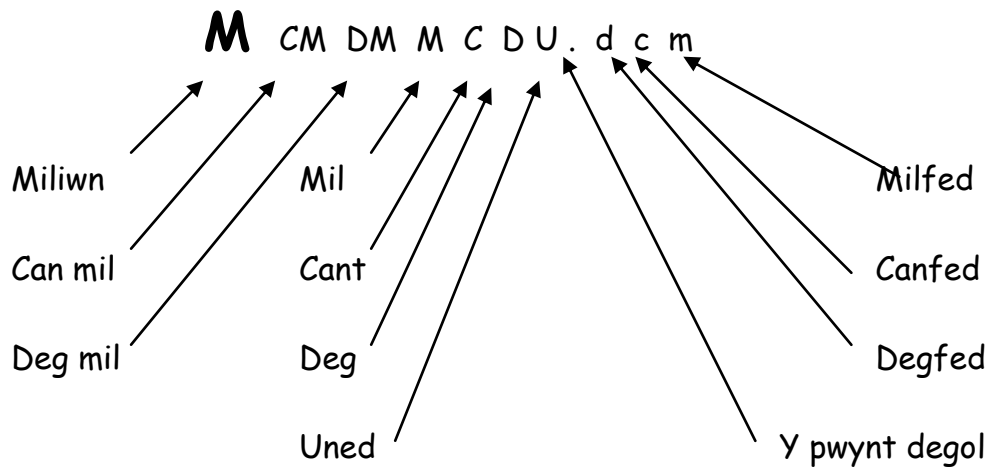 M CM DM M C D U . d c m
Miliwn Mil Milfed
Can mil Cant Canfed
Deg mil Deg Degfed
Uned Y pwynt degol